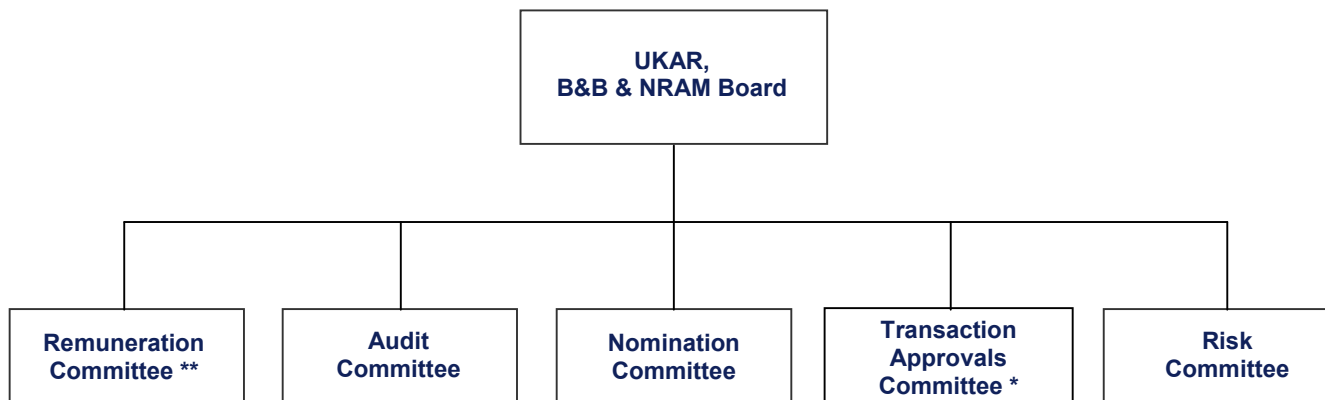 UKAR,
B&B & NRAM Board
Remuneration
Committee **
Audit
Committee
Nomination
Committee
Transaction
Approvals
Committee *
Risk
Committee